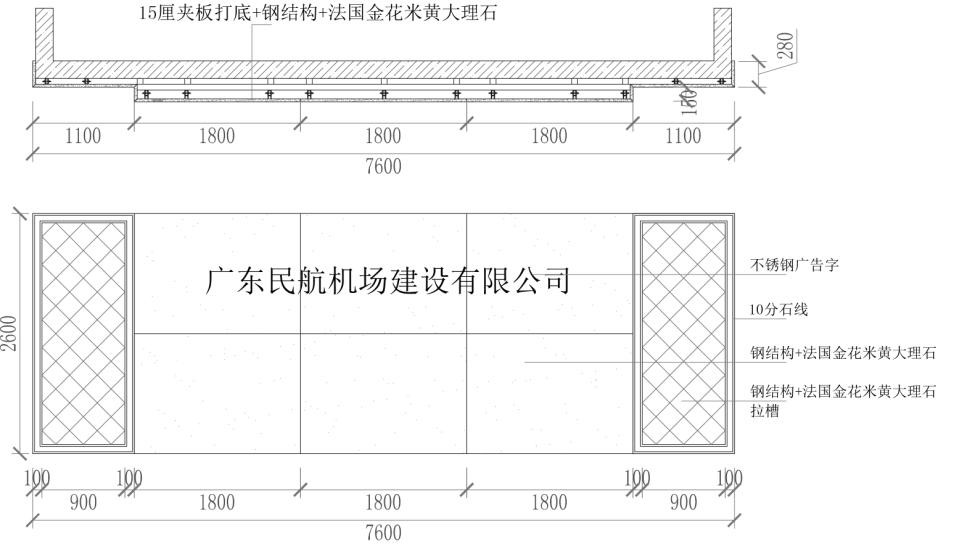 15厘夹板打底+钢结构+法国金花米黄大理石
280
150
1100 1800 1800 1800 1100
7600
2600
广东民航机场建设有限公司
不锈钢广告字
10分石线
钢结构+法国金花米黄大理石
钢结构+法国金花米黄大理石
拉槽
100 100 100 100
900 1800 1800 1800 900
7600